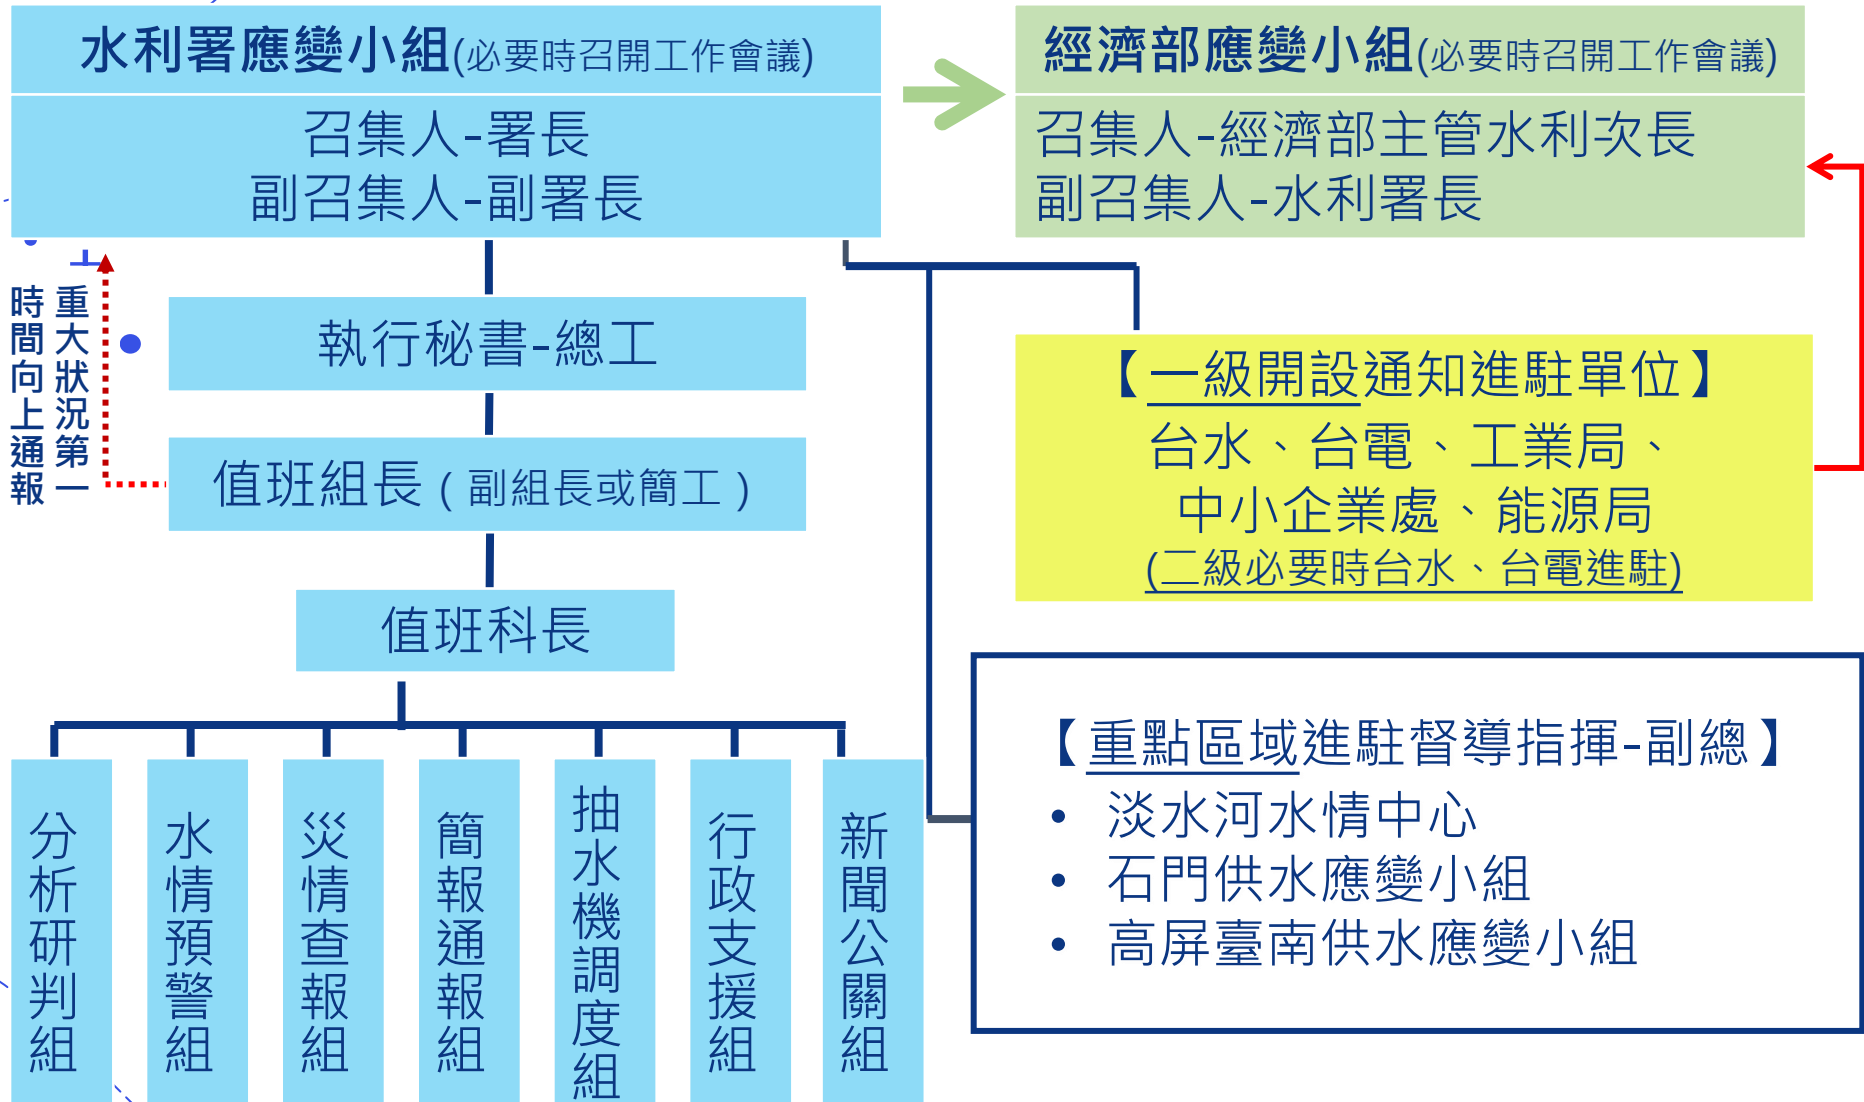 水利署應變小組(必要時召開工作會議)
召集人-署長
副召集人-副署長
經濟部應變小組(必要時召開工作會議)
召集人-經濟部主管水利次長
副召集人-水利署長
重大狀況第一
時間向上通報
執行秘書-總工
值班組長(副組長或簡工)
值班科長
【一級開設通知進駐單位】
台水、台電、工業局、
中小企業處、能源局
(二級必要時台水、台電進駐)
【重點區域進駐督導指揮-副總】
• 淡水河水情中心
• 石門供水應變小組
• 高屏臺南供水應變小組
分析研判組
水情預警組
災情查報組
簡報通報組
抽水機調度組
行政支援組
新聞公關組